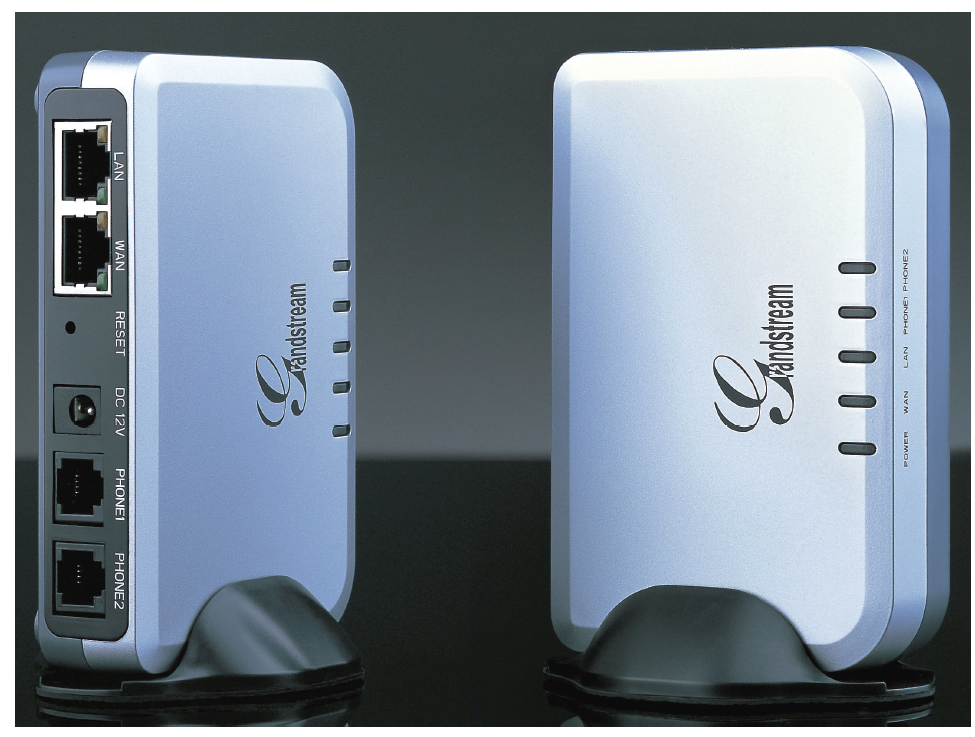 LAN
WAN
RESET
DC 12V
PHONE1
PHONE2
Grandstream
Grandstream
PHONE2
PHONE1
LAN
WAN
POWER